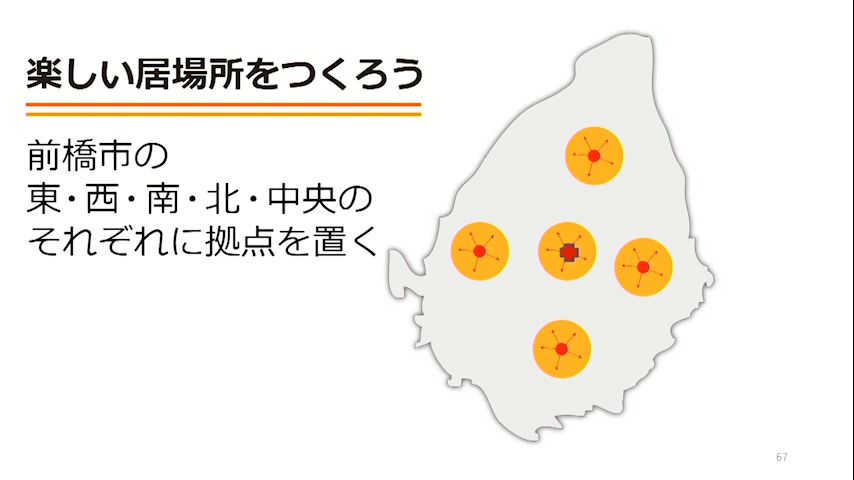 楽しい居場所をつくろう
前橋市の
東・西・南・北・中央の
それぞれに拠点を置く
67